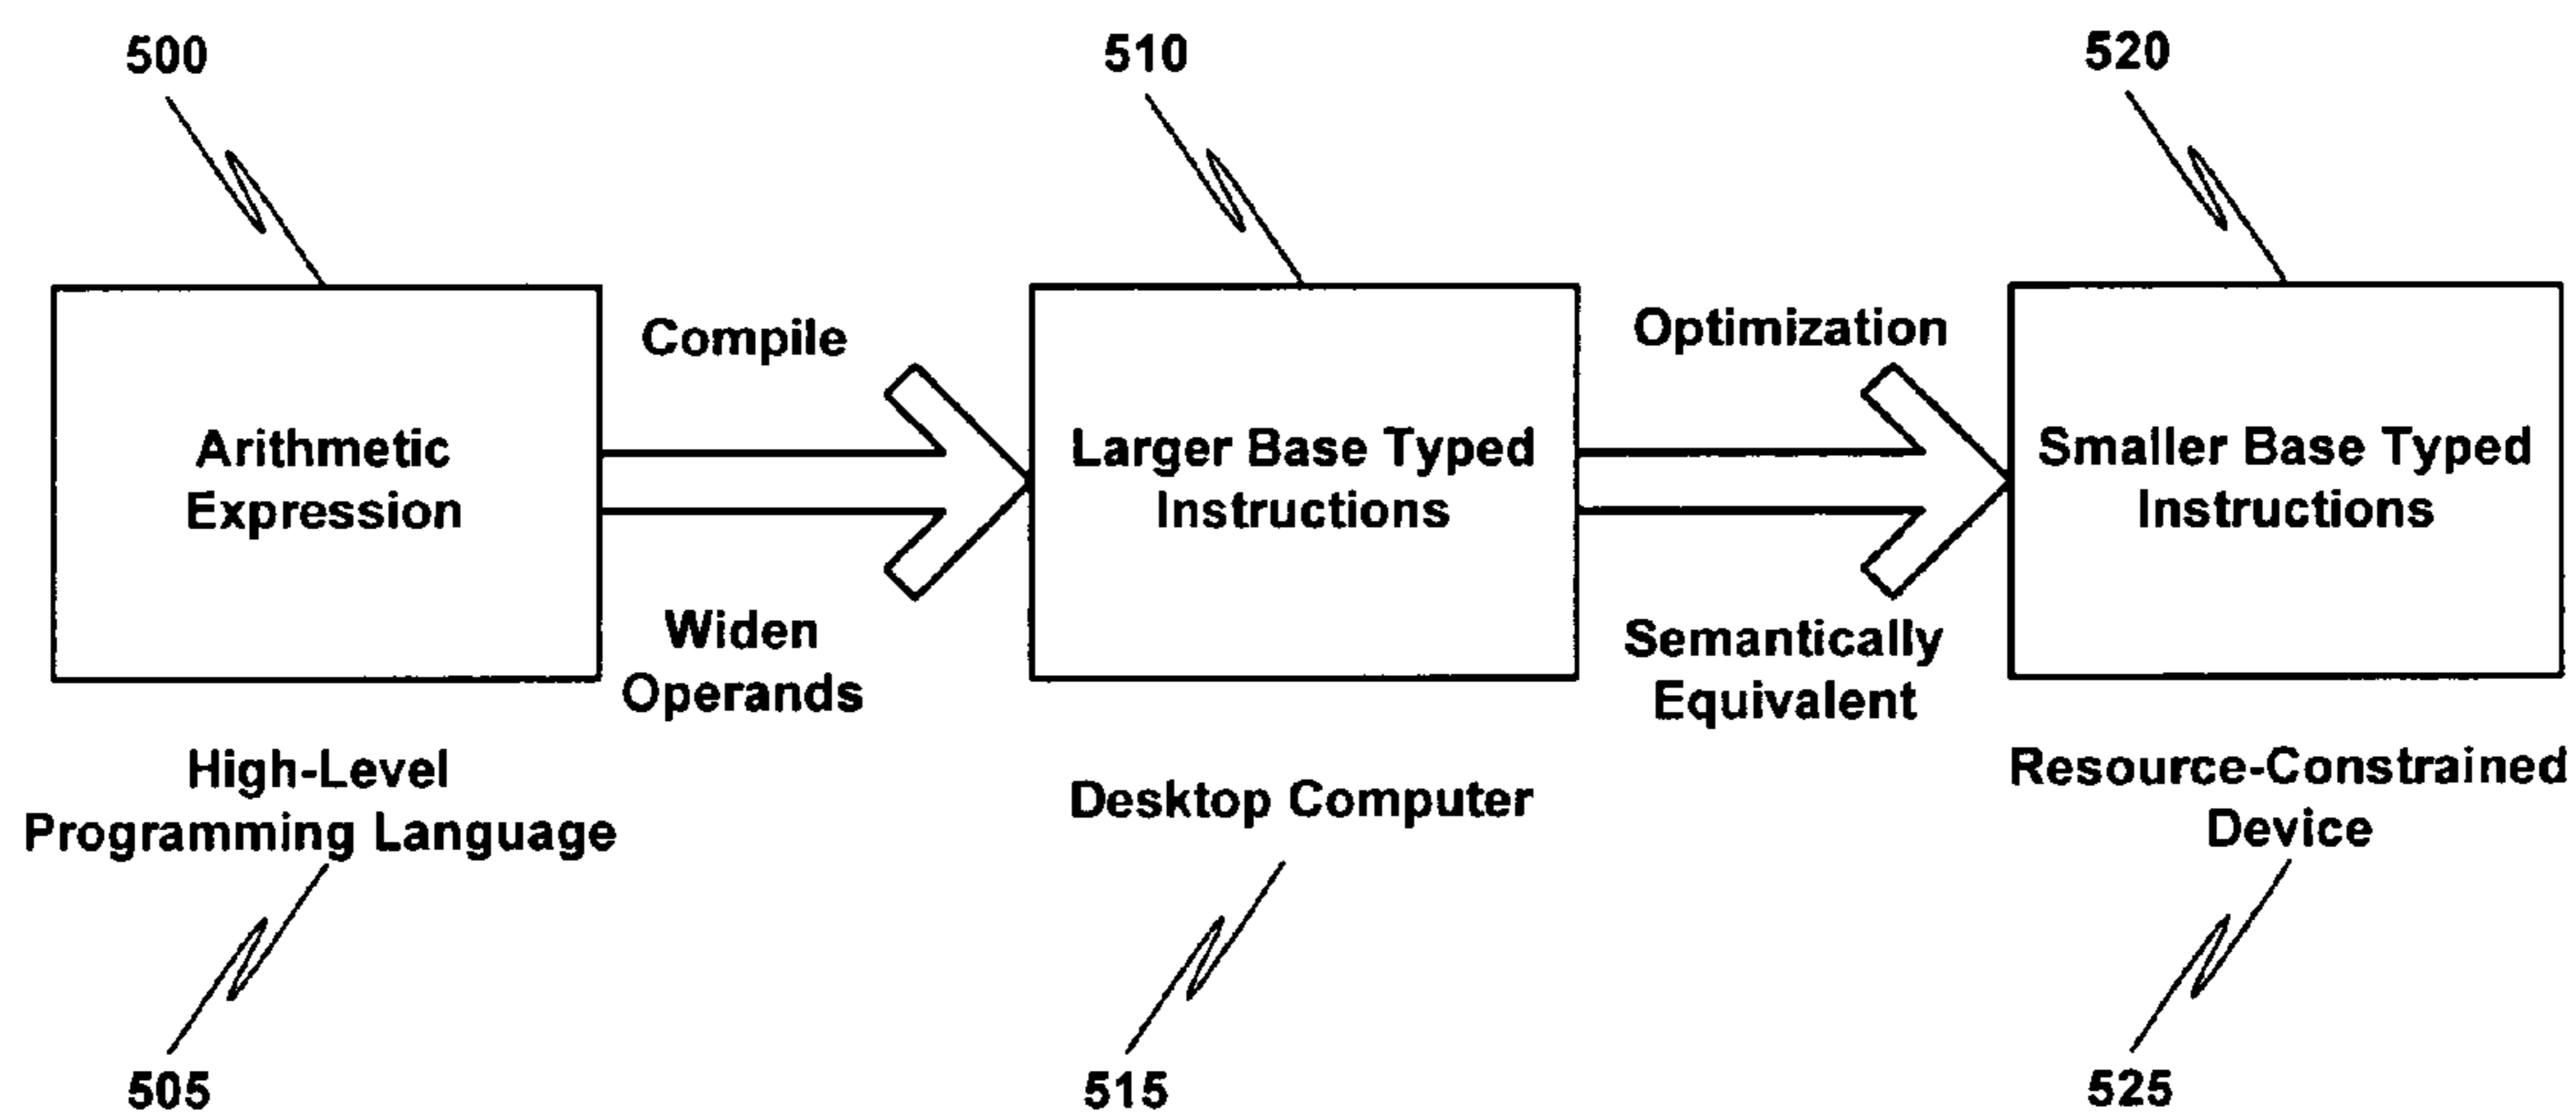 500
510
520
Compile
Optimization
Arithmetic
Expression
Larger Base Typed
Instructions
Smaller Base Typed
Instructions
Widen
Operands
Semantically
Equivalent
High-Level
Programming Language
Desktop Computer
Resource-Constrained
Device
505
515
525